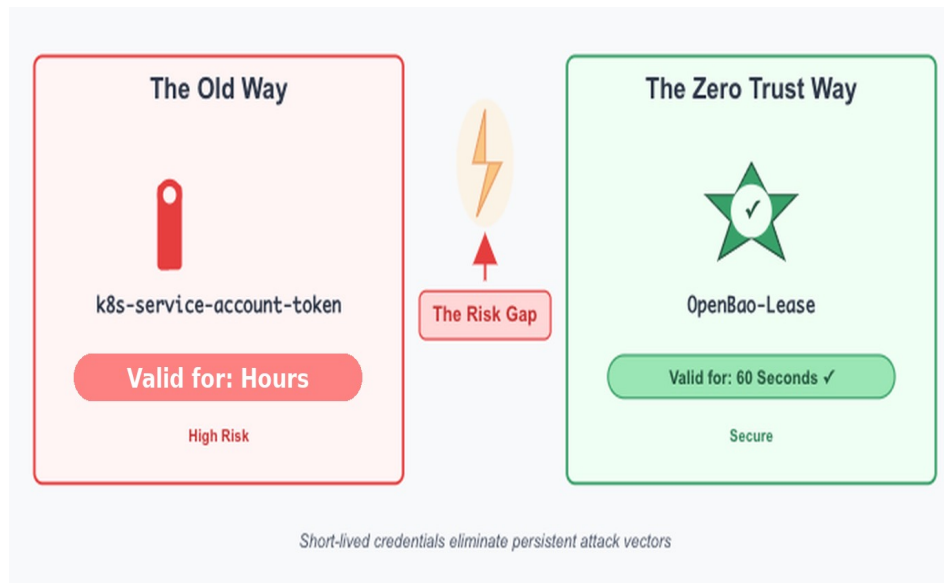 The Old Way
k8s-service-account-token
Valid for: Hours
High Risk
The Risk Gap
The Zero Trust Way
✓
OpenBao-Lease
Valid for: 60 Seconds ✓
Secure
Short-lived credentials eliminate persistent attack vectors